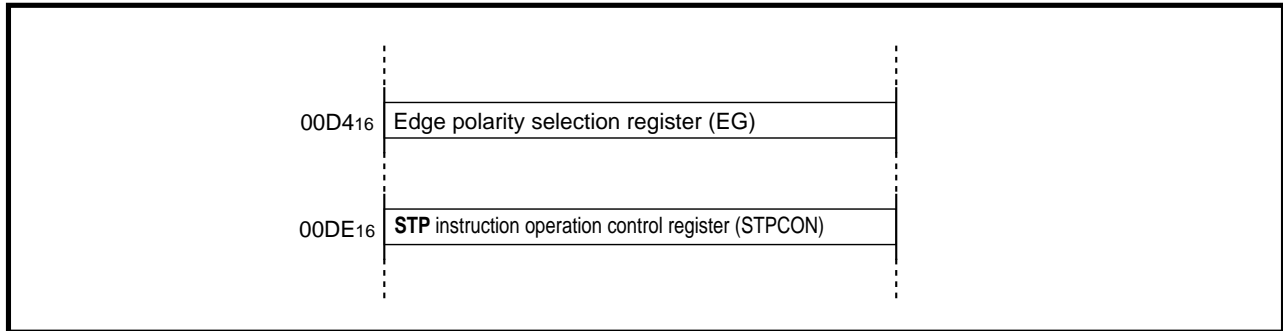 00D416 Edge polarity selection register (EG)
00DE16 STP instruction operation control register (STPCON)